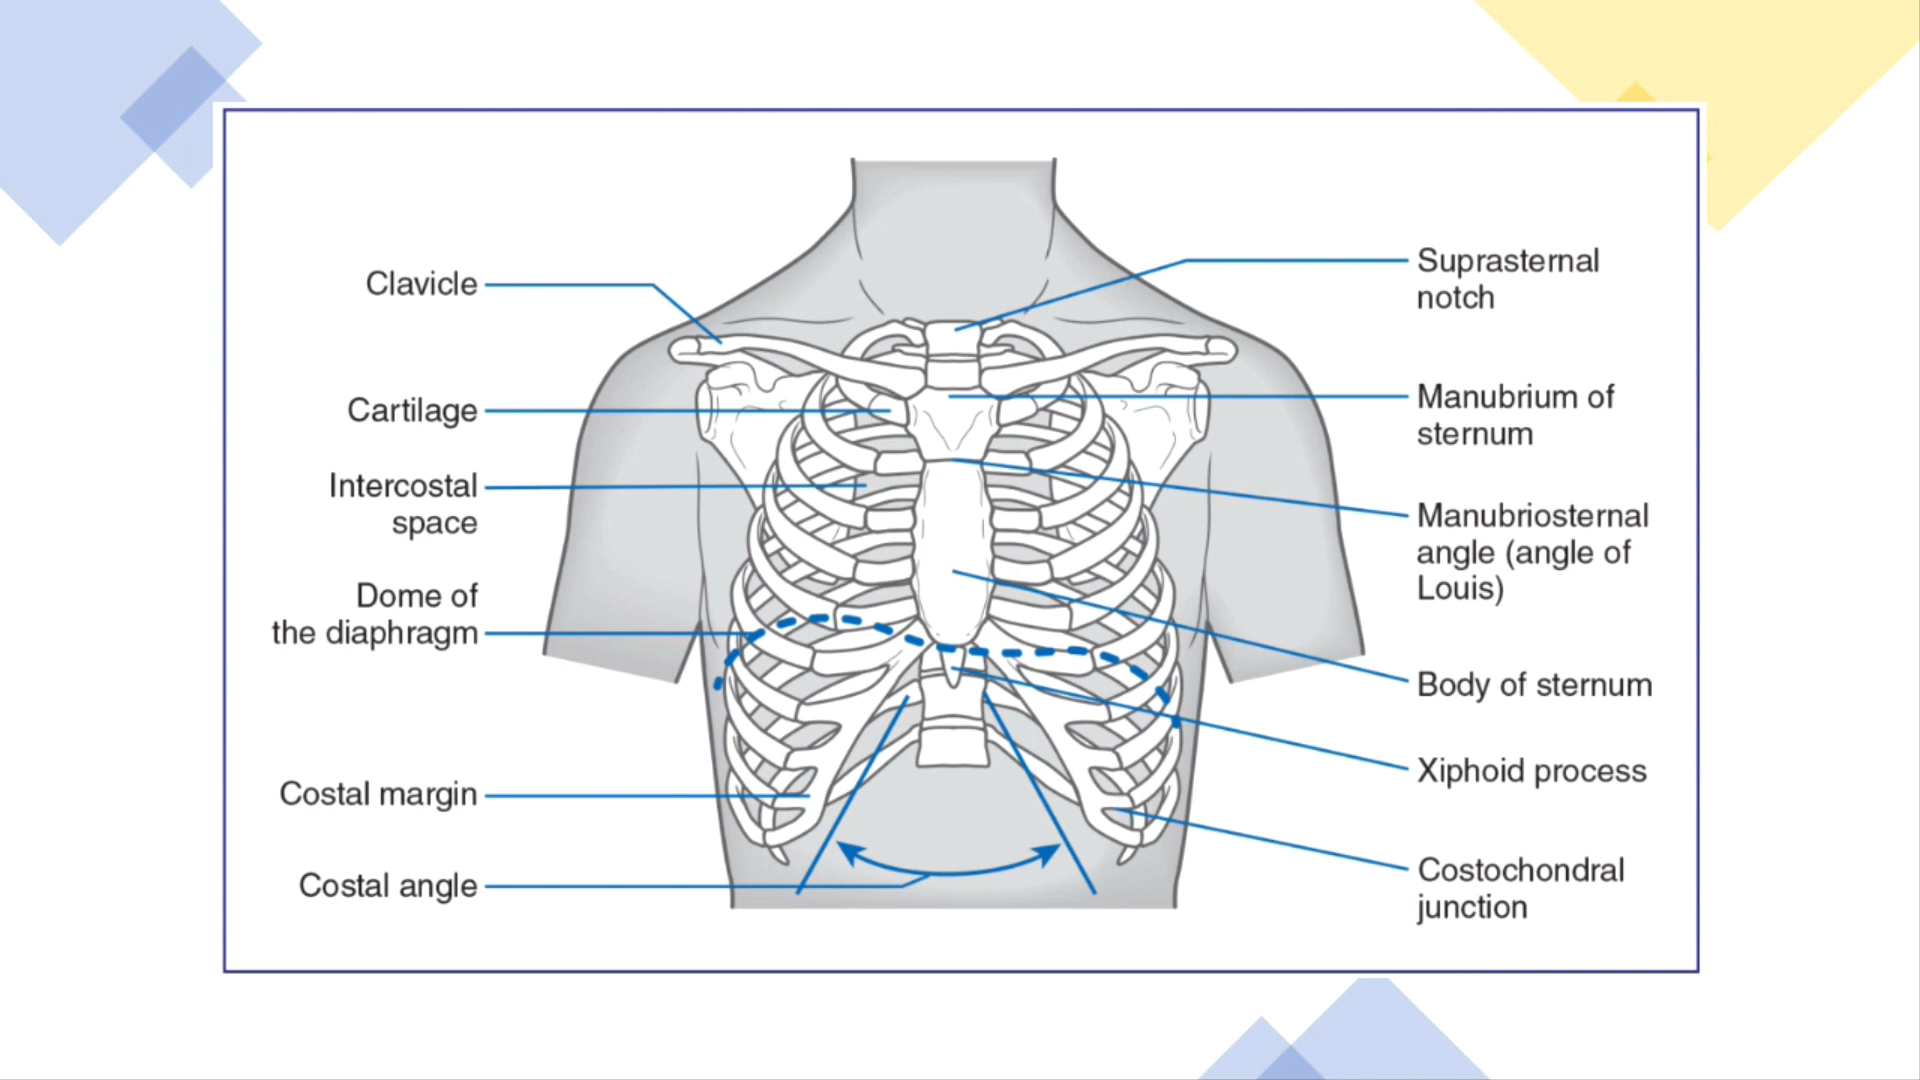 Clavicle
Cartilage
Intercostal
space
Dome of
the diaphragm
Costal margin
Costal angle
Suprasternal
notch
Manubrium of
sternum
Manubriosternal
angle (angle of
Louis)
Body of sternum
Xiphoid process
Costochondral
junction